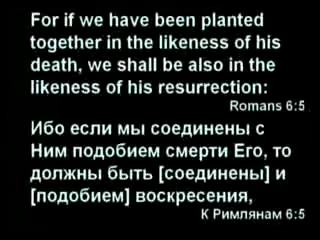 For if we have been planted
together in the likeness of his
death, we shall be also in the
likeness of his resurrection:
Romans 6:5
Ибо если мы соединены с
Ним подобием смерти Его, то
должны быть [соединены] и
[подобием] воскресения,
К Римлянам 6:5